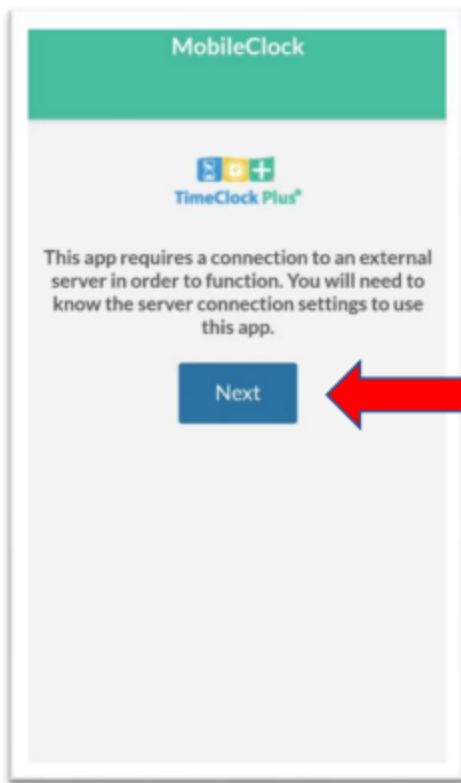 MobileClock
TimeClock Plus®
This app requires a connection to an external
server in order to function. You will need to
know the server connection settings to use
this app.
Next